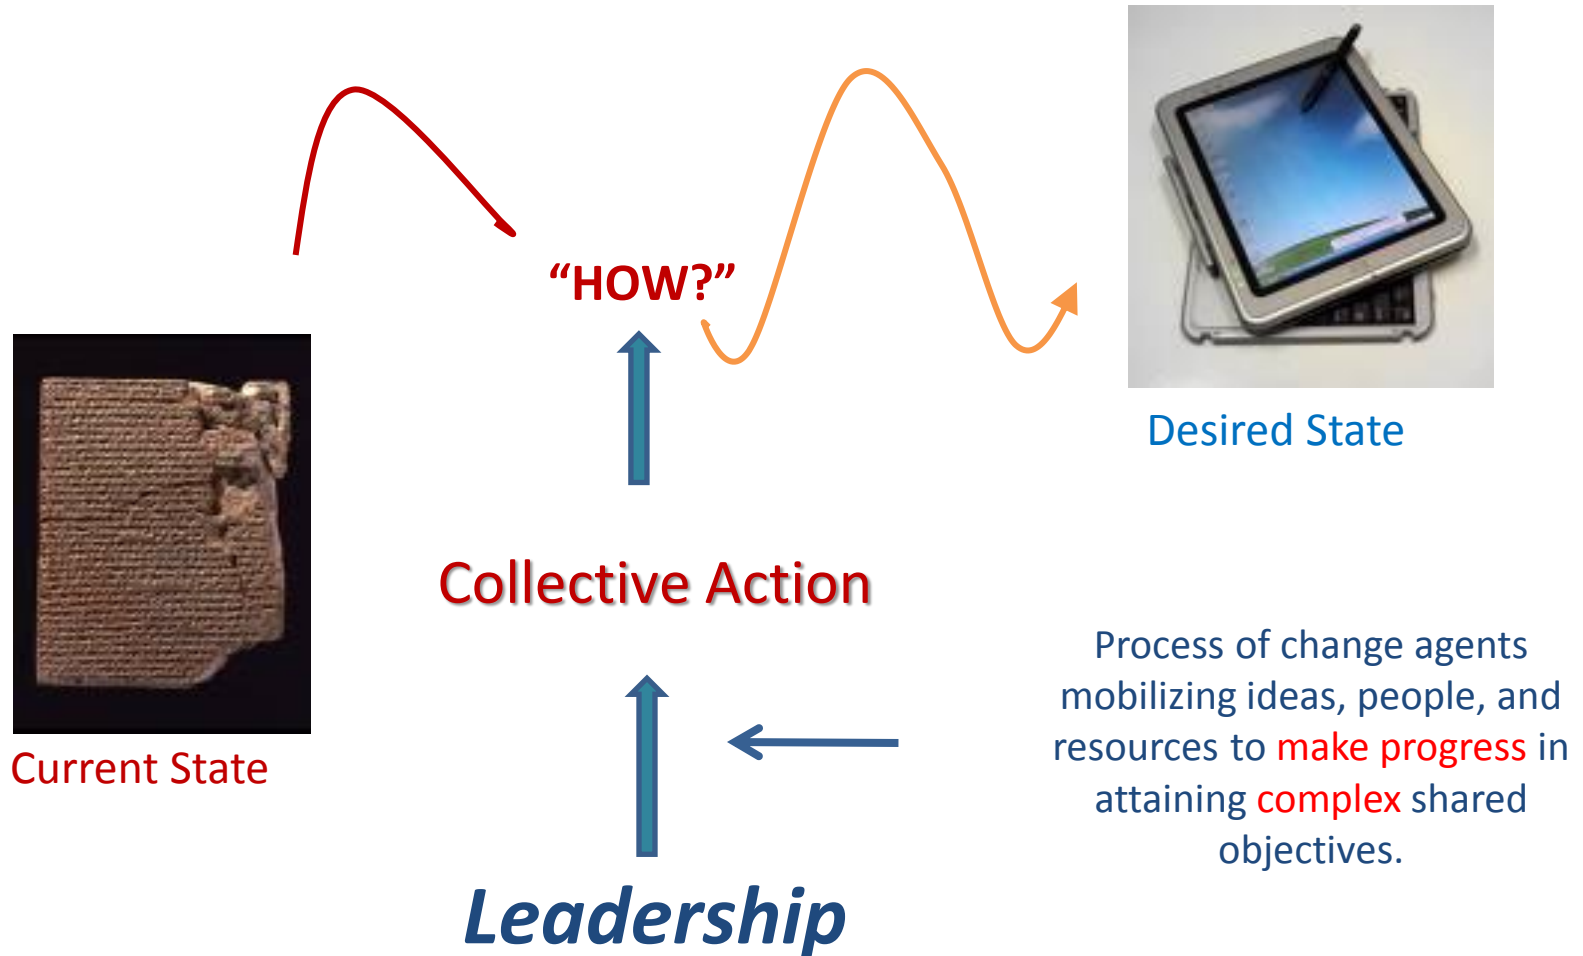 “HOW?”
Desired State
Collective Action
Process of change agents
mobilizing ideas, people, and
resources to make progress in
attaining complex shared
objectives.
Current State
Leadership